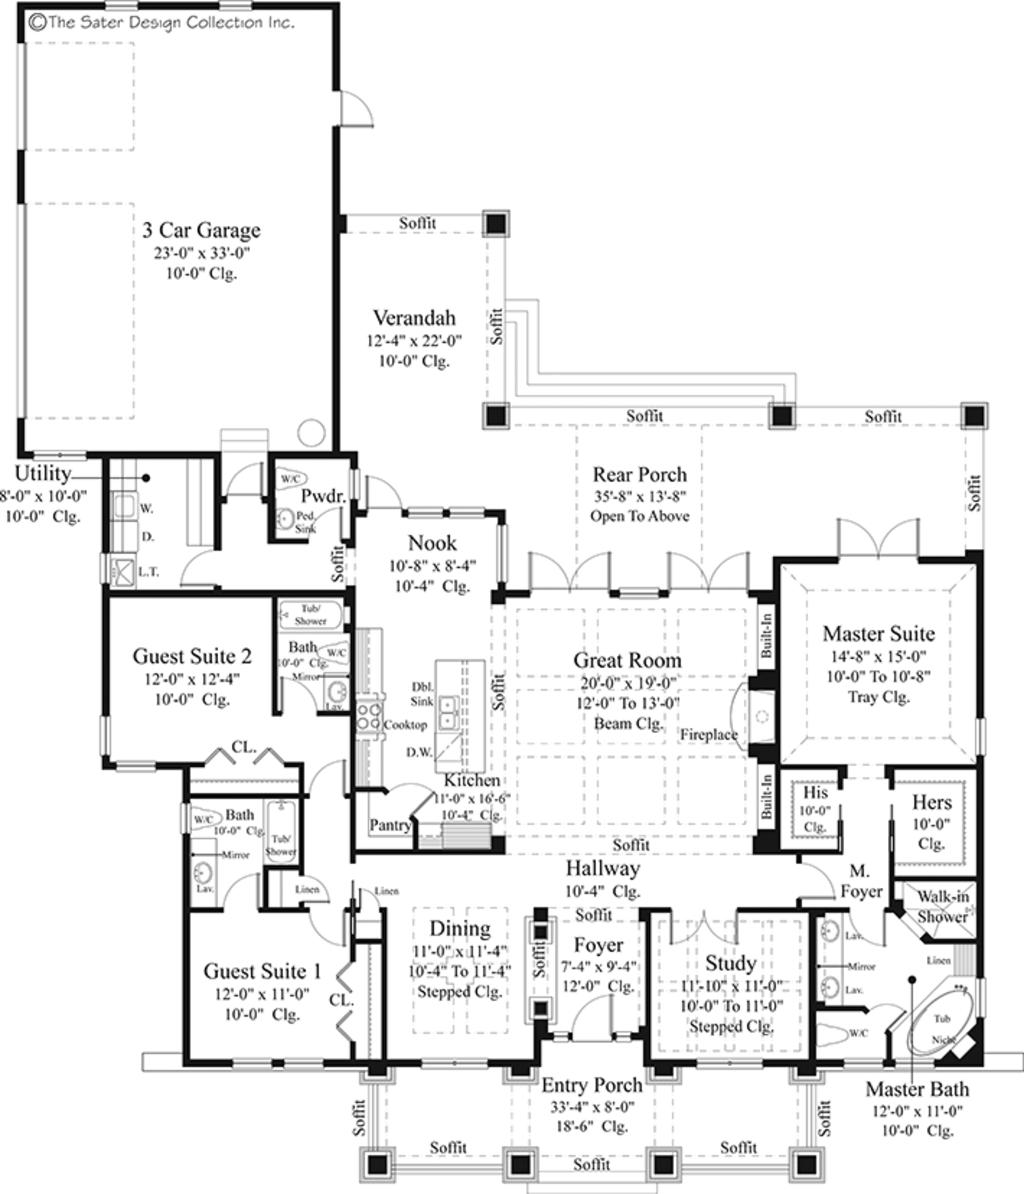 ©The Sater Design Collection Inc.
3 Car Garage
23'-0" x 33'-0"
10'-0" Clg.
Soffit
Verandah
12'-4" x 22'-0"
10'-0" Clg.
Soffit
Soffit
Soffit
Rear Porch
35'-8" x 13'-8"
Open To Above
Soffit
Utility
8'-0" x 10'-0"
10'-0" Clg.
W.
D.
L.T.
W/C
Pwdr.
Ped.
Sink
Soffit
Nook
10'-8" x 8'-4"
10'-4" Clg.
Guest Suite 2
12'-0" x 12'-4"
10'-0" Clg.
CL.
Tub/
Shower
Bath
W/C
10'-0" Clg.
Mirror
Lav.
Dbl.
Sink
Cooktop
D.W.
Kitchen
11'-0" x 16'-6"
10'-4" Clg.
Pantry
Soffit
Great Room
20'-0" x 19'-0"
12'-0" To 13'-0"
Beam Clg.
Fireplace
Built-In
Built-In
Soffit
Master Suite
14'-8" x 15'-0"
10'-0" To 10'-8"
Tray Clg.
His
10'-0"
Clg.
Hers
10'-0"
Clg.
W/C
Bath
10'-0" Clg.
Tub/
Shower
Mirror
Lav.
Linen
Linen
Hallway
10'-4" Clg.
M.
Foyer
Walk-in
Shower
Guest Suite 1
12'-0" x 11'-0"
10'-0" Clg.
CL.
Dining
11'-0" x 11'-4"
10'-4" To 11'-4"
Stepped Clg.
Soffit
Soffit
Foyer
7'-4" x 9'-4"
12'-0" Clg.
Study
11'-10" x 11'-0"
10'-0" To 11'-0"
Stepped Clg.
Lav.
Mirror
Lav.
Linen
W/C
**
Tub
Niche
Master Bath
12'-0" x 11'-0"
10'-0" Clg.
Entry Porch
33'-4" x 8'-0"
18'-6" Clg.
Soffit
Soffit
Soffit
Soffit
Soffit